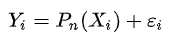 Y_i = P_n(X_i) + ε_i